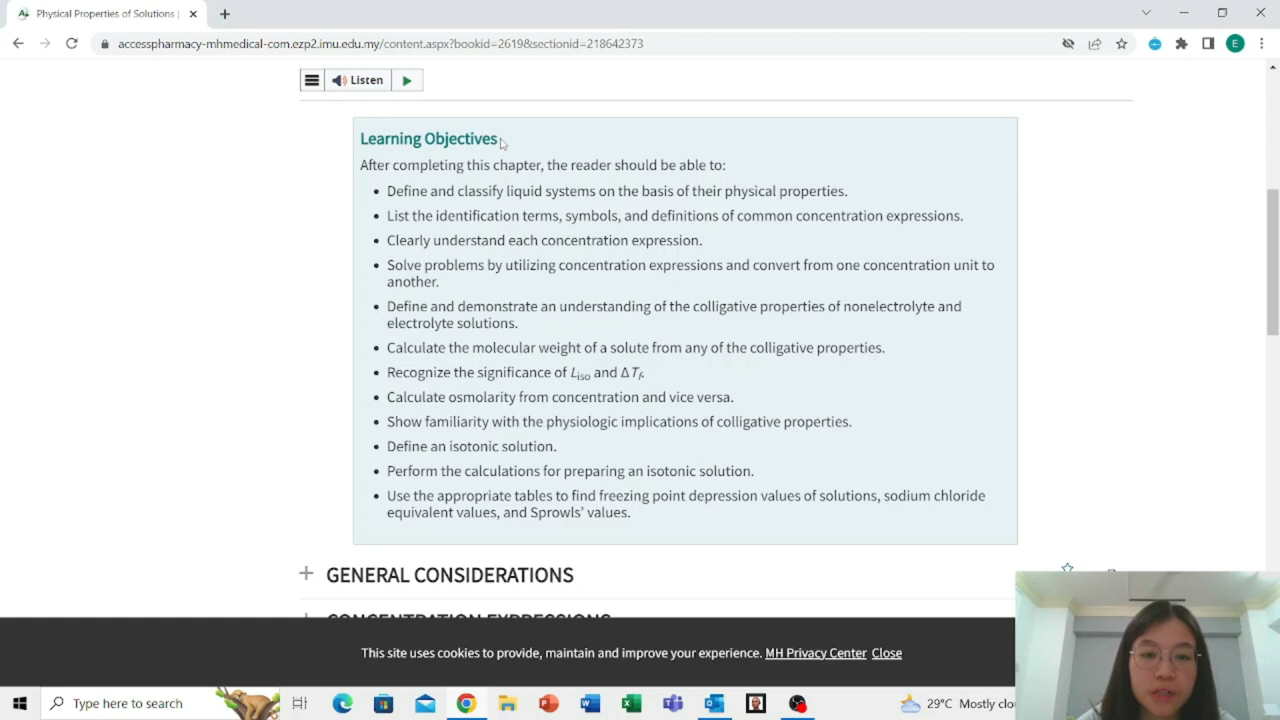 Physical Properties of Solutions |
accesspharmacy-mhmedical-com.ezp2.imu.edu.my/content.aspx?bookid=2619&sectionid=218642373
E
Listen
Learning Objectives
After completing this chapter, the reader should be able to:
• Define and classify liquid systems on the basis of their physical properties.
• List the identification terms, symbols, and definitions of common concentration expressions.
• Clearly understand each concentration expression.
• Solve problems by utilizing concentration expressions and convert from one concentration unit to
another.
• Define and demonstrate an understanding of the colligative properties of nonelectrolyte and
electrolyte solutions.
• Calculate the molecular weight of a solute from any of the colligative properties.
• Recognize the significance of Liso and ΔTf.
• Calculate osmolarity from concentration and vice versa.
• Show familiarity with the physiologic implications of colligative properties.
• Define an isotonic solution.
• Perform the calculations for preparing an isotonic solution.
• Use the appropriate tables to find freezing point depression values of solutions, sodium chloride
equivalent values, and Sprowls' values.
+ GENERAL CONSIDERATIONS
CONCENTRATION EXPRESSIONS
This site uses cookies to provide, maintain and improve your experience. MH Privacy Center Close
Type here to search
29°C Mostly clo